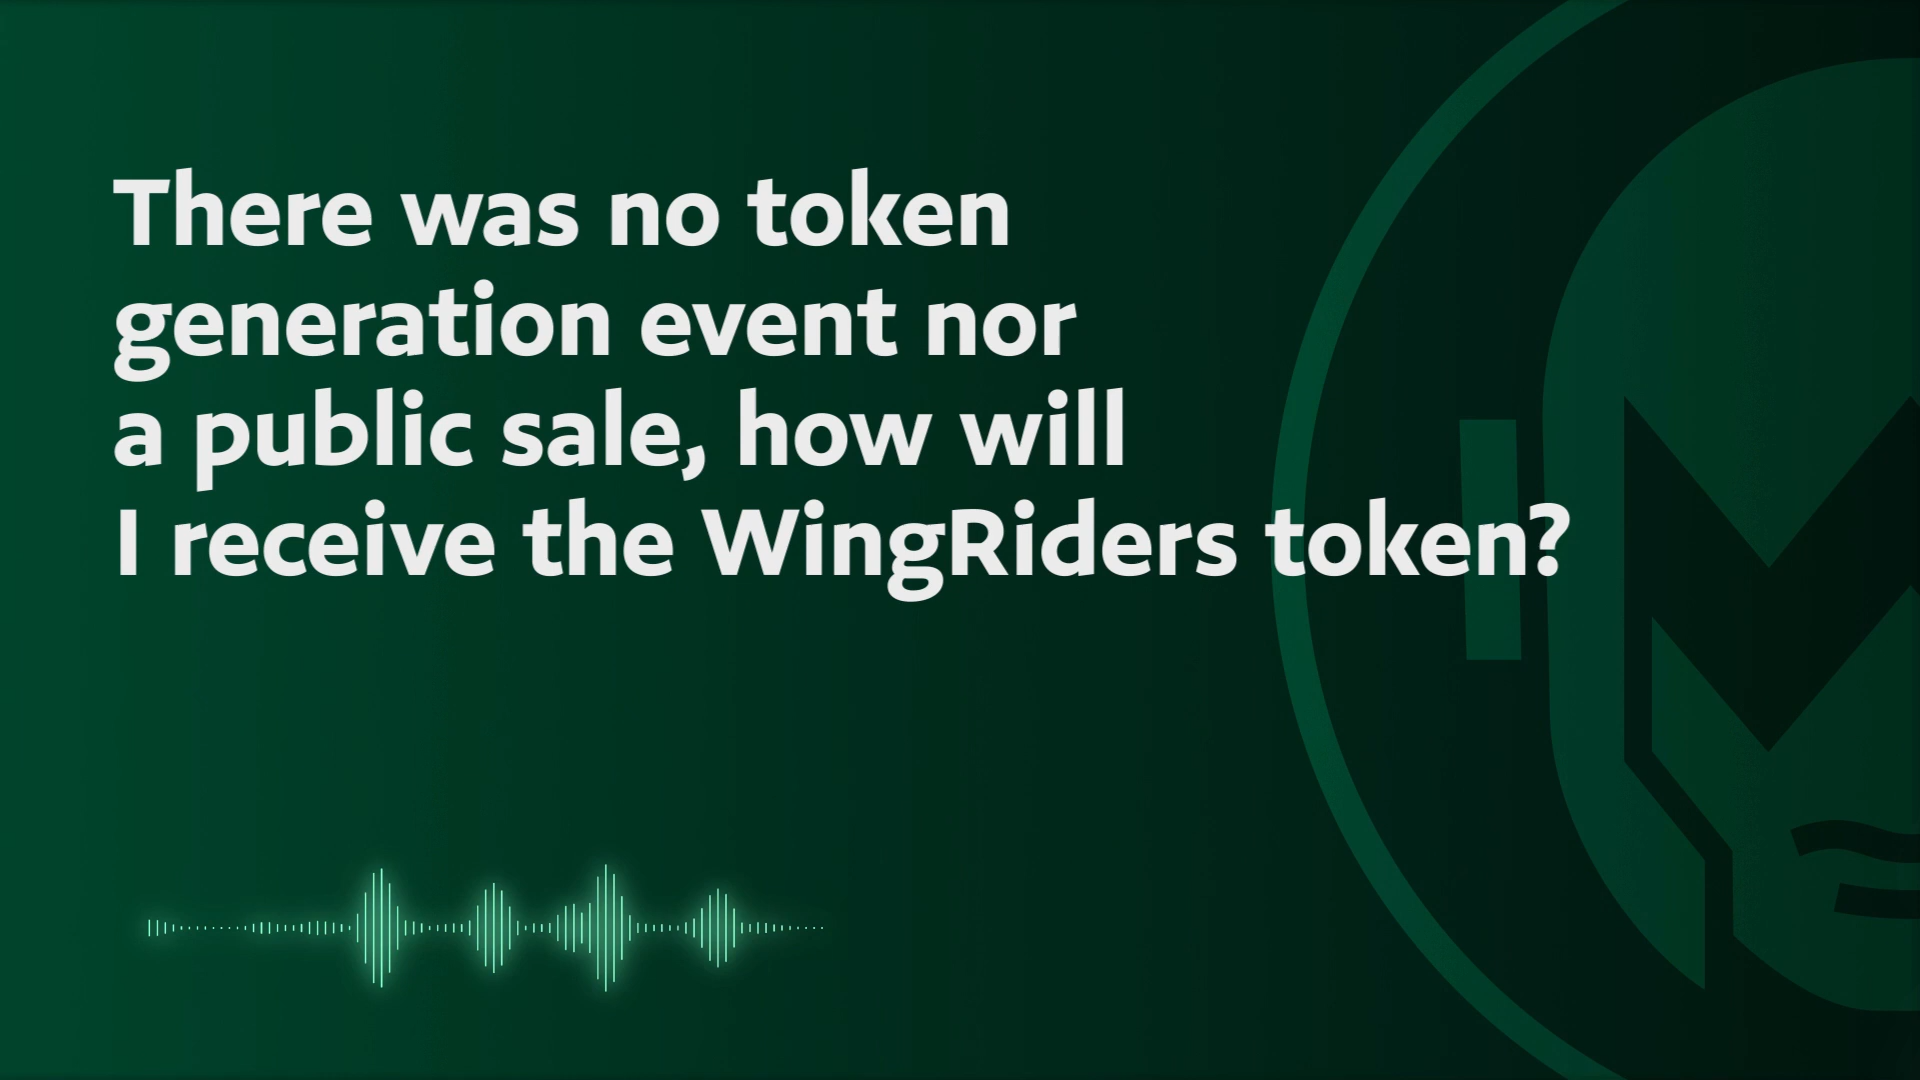 There was no token
generation event nor
a public sale, how will
I receive the WingRiders token?